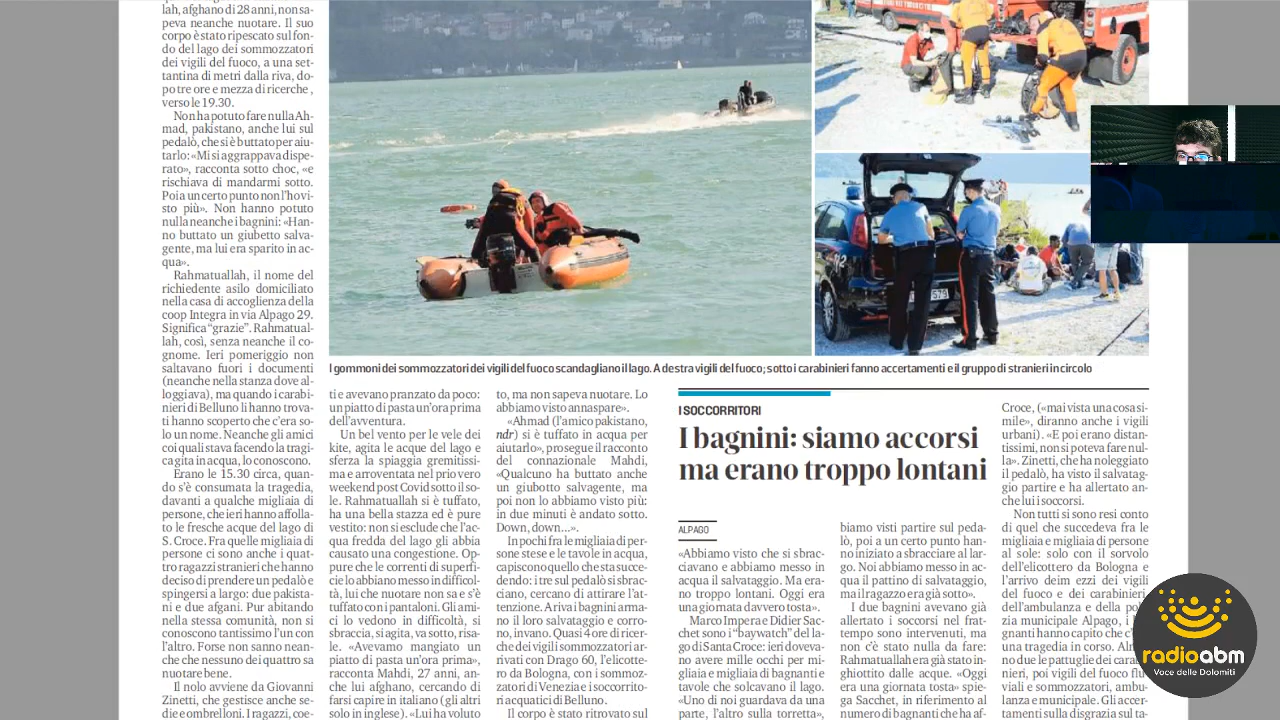 lah, afghano di 28 anni, non sa-
peva neanche nuotare. Il suo
corpo è stato ripescato sul fon-
do del lago dei sommozzatori
dei vigili del fuoco, a una set-
tantina di metri dalla riva, do-
po tre ore e mezza di ricerche,
verso le 19.30.
Non ha potuto fare nulla Ah-
mad, pakistano, anche lui sul
pedalò, che si è buttato per aiu-
tarlo: «Mi si aggrappava dispe-
rato», racconta sotto choc, «e
rischiava di mandarmi sotto.
Poi a un certo punto non l'ho vi-
sto più». Non hanno potuto
nulla neanche i bagnini: «Han-
no buttato un giubetto salva-
gente, ma lui era sparito in ac-
qua».
Rahmatuallah, il nome del
richiedente asilo domiciliato
nella casa di accoglienza della
coop Integra in via Alpago 29.
Significa "grazie". Rahmatual-
lah, così, senza neanche il co-
gnome. Ieri pomeriggio non
saltavano fuori i documenti
(neanche nella stanza dove al-
loggiava), ma quando i carabi-
nieri di Belluno li hanno trova-
ti hanno scoperto che c'era so-
lo un nome. Neanche gli amici
coi quali stava facendo la tragi-
ca gita in acqua, lo conoscono.
Erano le 15.30 circa, quan-
do s'è consumata la tragedia,
davanti a qualche migliaia di
persone, che ieri hanno affolla-
to le fresche acque del lago di
S. Croce. Fra quelle migliaia di
persone ci sono anche i quat-
tro ragazzi stranieri che hanno
deciso di prendere un pedalò e
spingersi a largo: due pakista-
ni e due afgani. Pur abitando
nella stessa comunità, non si
conoscono tantissimo l'un con
l'altro. Forse non sanno nean-
che che nessuno dei quattro sa
nuotare bene.
Il nolo avviene da Giovanni
Zinetti, che gestisce anche se-
die e ombrelloni. I ragazzi, coe-
I gommoni dei sommozzatori dei vigili del fuoco scandagliano il lago. A destra vigili del fuoco; sotto i carabinieri fanno accertamenti e il gruppo di stranieri in circolo
ti e avevano pranzato da poco:
un piatto di pasta un'ora prima
dell'avventura.
Un bel vento per le vele dei
kite, agita le acque del lago e
sferza la spiaggia gremitissi-
ma e arroventata nel prio vero
weekend post Covid sotto il so-
le. Rahmatuallah si è tuffato,
ha una bella stazza ed è pure
vestito: non si esclude che l'ac-
qua fredda del lago gli abbia
causato una congestione. Op-
pure che le correnti di superfi-
cie lo abbiano messo in difficol-
tà, lui che nuotare non sa e s'è
tuffato con i pantaloni. Gli ami-
ci lo vedono in difficoltà, si
sbraccia, si agita, va sotto, risa-
le. «Avevamo mangiato un
piatto di pasta un'ora prima»,
racconta Mahdi, 27 anni, an-
che lui afghano, cercando di
farsi capire in italiano (gli altri
solo in inglese). «Lui ha voluto
to, ma non sapeva nuotare. Lo
abbiamo visto annaspare».
«Ahmad (l'amico pakistano,
ndr) si è tuffato in acqua per
aiutarlo», prosegue il racconto
del connazionale Mahdi,
«Qualcuno ha buttato anche
un giubotto salvagente, ma
poi non lo abbiamo visto più:
in due minuti è andato sotto.
Down, down...».
In pochi fra le migliaia di per-
sone stese e le tavole in acqua,
capiscono quello che sta succe-
dendo: i tre sul pedalò si sbrac-
ciano, cercano di attirare l'at-
tenzione. Ariva i bagnini arma-
no il loro salvataggio e corro-
no, invano. Quasi 4 ore di ricer-
che dei vigili sommozzatori ar-
rivati con Drago 60, l'elicotte-
ro da Bologna, con i sommoz-
zatori di Venezia e i soccorrito-
ri acquatici di Belluno.
Il corpo è stato ritrovato sul
I SOCCORRITORI
I bagnini: siamo accorsi
ma erano troppo lontani
ALPAGO
«Abbiamo visto che si sbrac-
ciavano e abbiamo messo in
acqua il salvataggio. Ma era-
no troppo lontani. Oggi era
una giornata davvero tosta».
Marco Impera e Didier Sac-
chet sono i "baywatch" del la-
go di Santa Croce: ieri doveva-
no avere mille occhi per mi-
gliaia e migliaia di bagnanti e
tavole che solcavano il lago.
«Uno di noi guardava da una
parte, l'altro sulla torretta»,
biamo visti partire sul peda-
lò, poi a un certo punto han-
no iniziato a sbracciare al lar-
go. Noi abbiamo messo in ac-
qua il pattino di salvataggio,
ma il ragazzo era già sotto».
I due bagnini avevano già
allertato i soccorsi nel frat-
tempo sono intervenuti, ma
non c'è stato nulla da fare:
Rahmatuallah era già stato in-
ghiottito dalle acque. «Oggi
era una giornata tosta» spie-
ga Sacchet, in riferimento al
numero di bagnanti che ha af-
Croce, («mai vista una cosa si-
mile», diranno anche i vigili
urbani). «E poi erano distan-
tissimi, non si poteva fare nul-
la». Zinetti, che ha noleggiato
il pedalò, ha visto il salvatag-
gio partire e ha allertato an-
che lui i soccorsi.
Non tutti si sono resi conto
di quel che succedeva fra le
migliaia e migliaia di persone
al sole: solo con il sorvolo
dell'elicottero da Bologna e
l'arrivo deim ezzi dei vigili
del fuoco e dei carabinieri,
dell'ambulanza e della
zia municipale Alpago, i
gnanti hanno capito che
una tragedia in corso.
no due le pattuglie dei
nieri, poi vigili del fuoco
viali e sommozzatori, ambu-
lanza e municipale. Gli accer-
tamenti sulla disgrazia sul ta-
radioabm
Voce delle Dolomiti